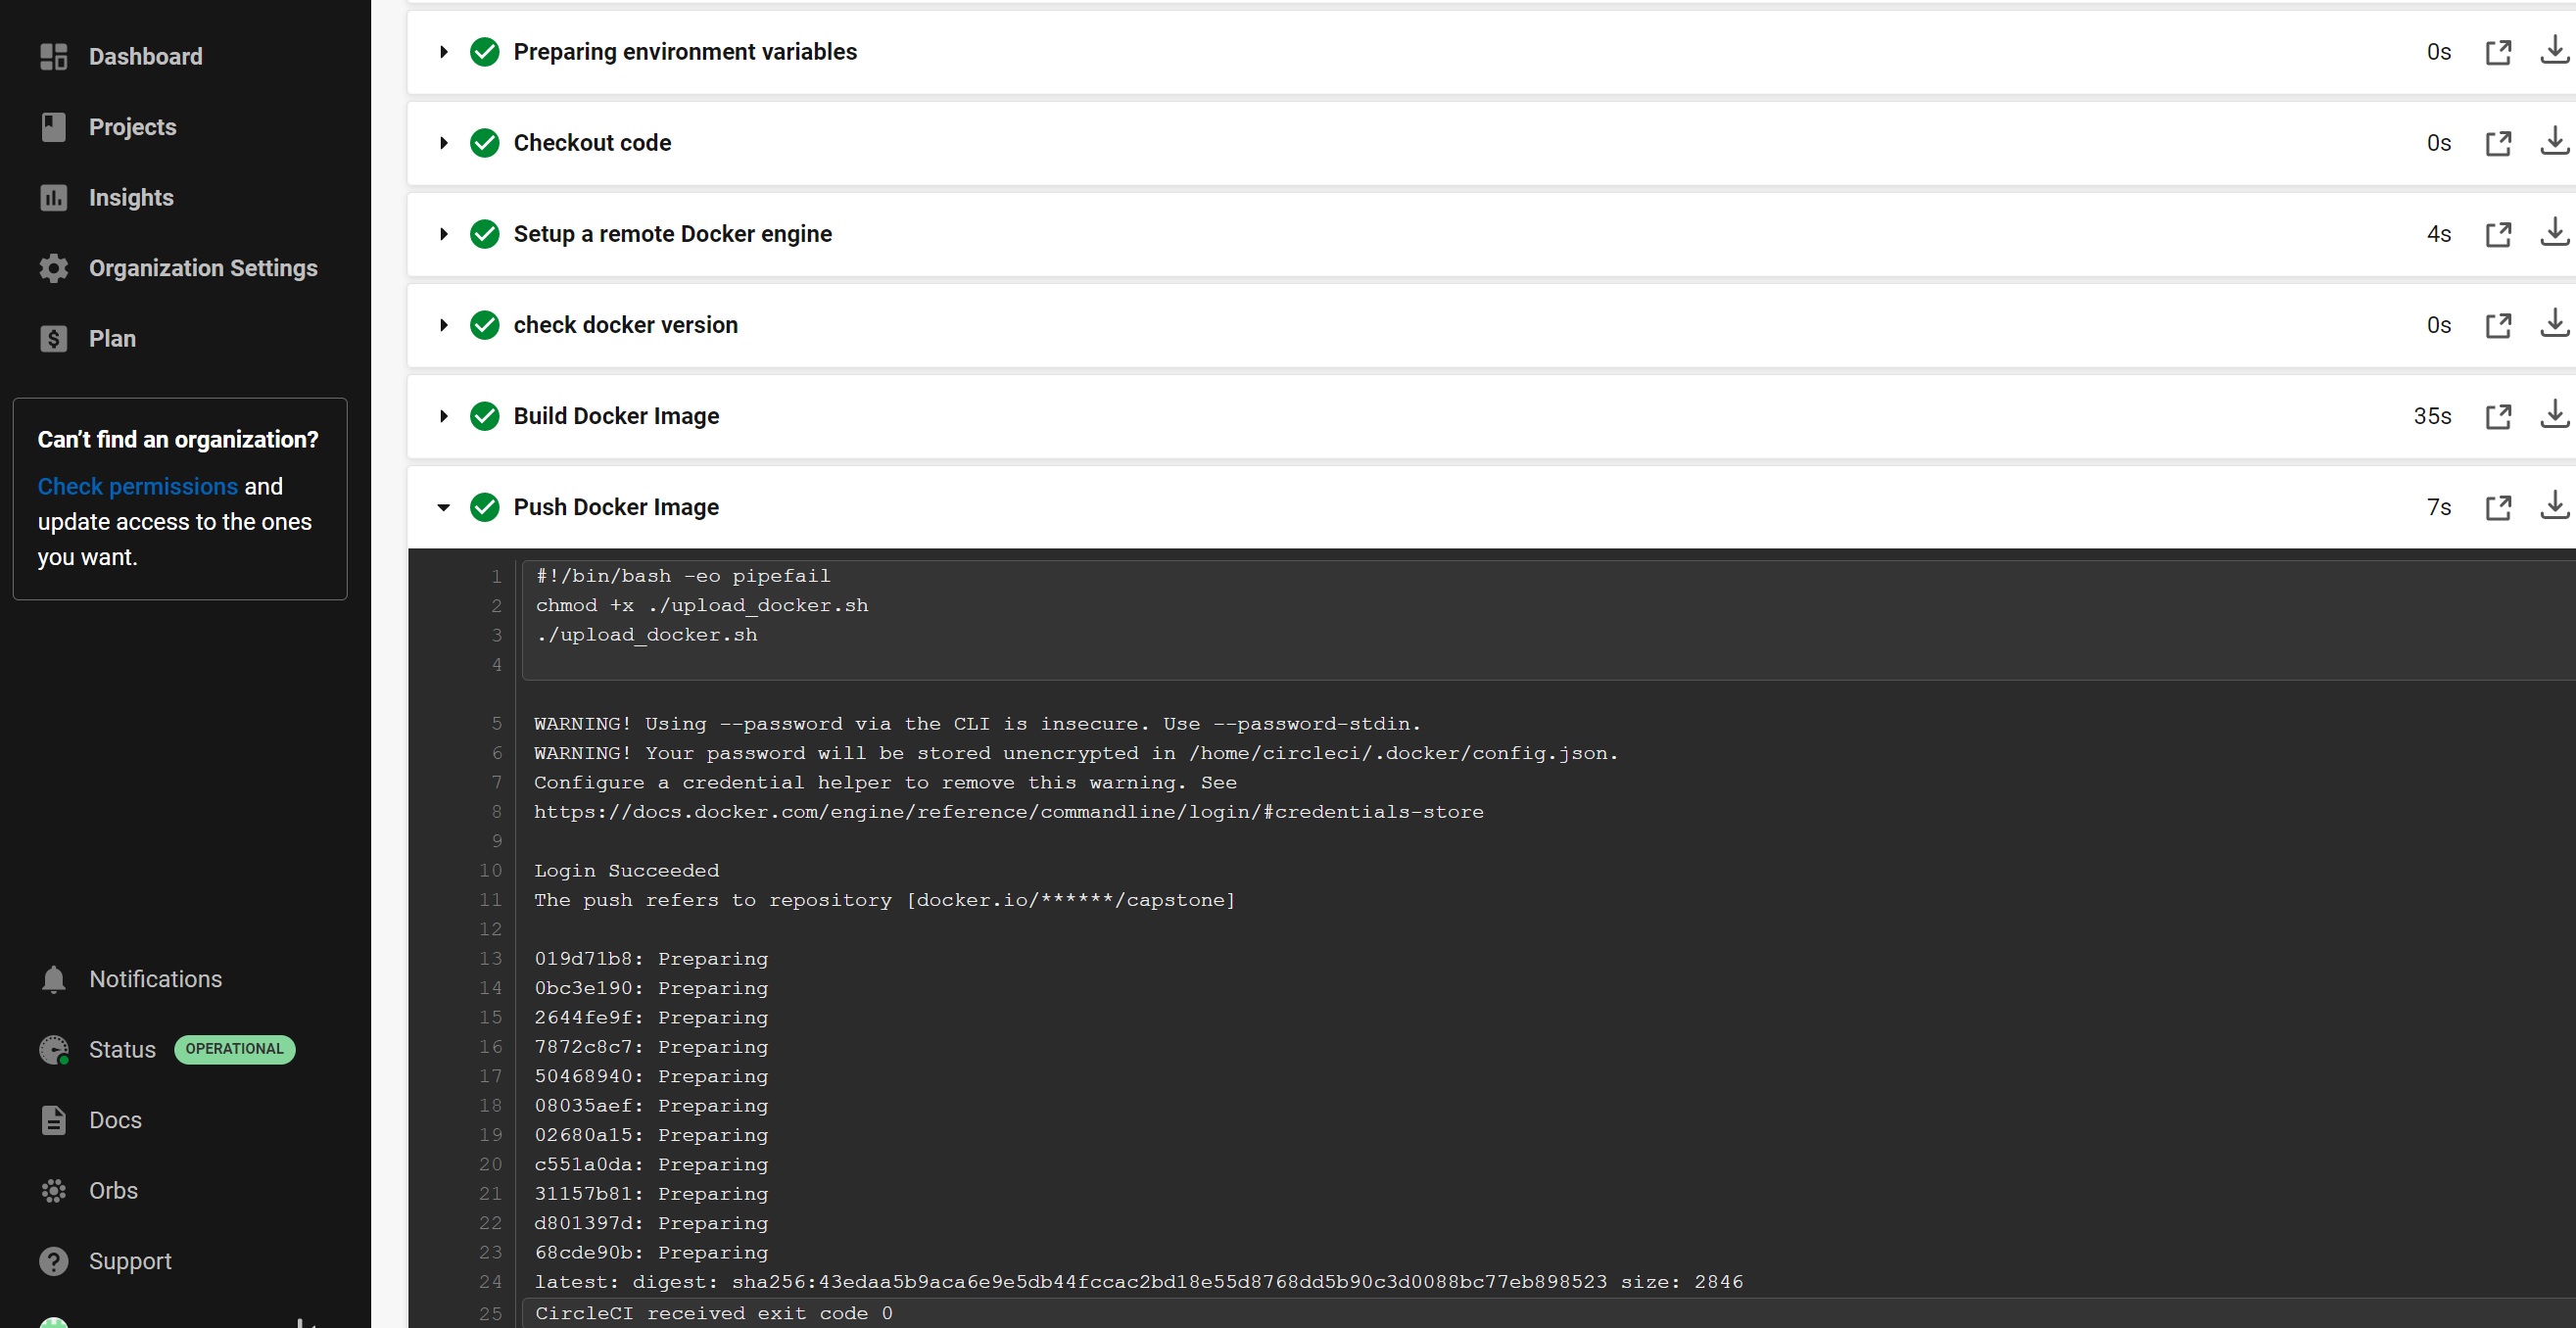 Dashboard
Projects
Insights
Organization Settings
Plan
Can't find an organization?
Check permissions and
update access to the ones
you want.
Notifications
Status OPERATIONAL
Docs
Orbs
Support
Preparing environment variables 0s
Checkout code 0s
Setup a remote Docker engine 4s
check docker version 0s
Build Docker Image 35s
Push Docker Image 7s
1 #!/bin/bash -eo pipefail
2 chmod +x ./upload_docker.sh
3 ./upload_docker.sh
4
5 WARNING! Using --password via the CLI is insecure. Use --password-stdin.
6 WARNING! Your password will be stored unencrypted in /home/circleci/.docker/config.json.
7 Configure a credential helper to remove this warning. See
8 https://docs.docker.com/engine/reference/commandline/login/#credentials-store
9
10 Login Succeeded
11 The push refers to repository [docker.io/******/capstone]
12
13 019d71b8: Preparing
14 0bc3e190: Preparing
15 2644fe9f: Preparing
16 7872c8c7: Preparing
17 50468940: Preparing
18 08035aef: Preparing
19 02680a15: Preparing
20 c551a0da: Preparing
21 31157b81: Preparing
22 d801397d: Preparing
23 68cde90b: Preparing
24 latest: digest: sha256:43edaa5b9aca6e9e5db44fccac2bd18e55d8768dd5b90c3d0088bc77eb898523 size: 2846
25 CircleCI received exit code 0